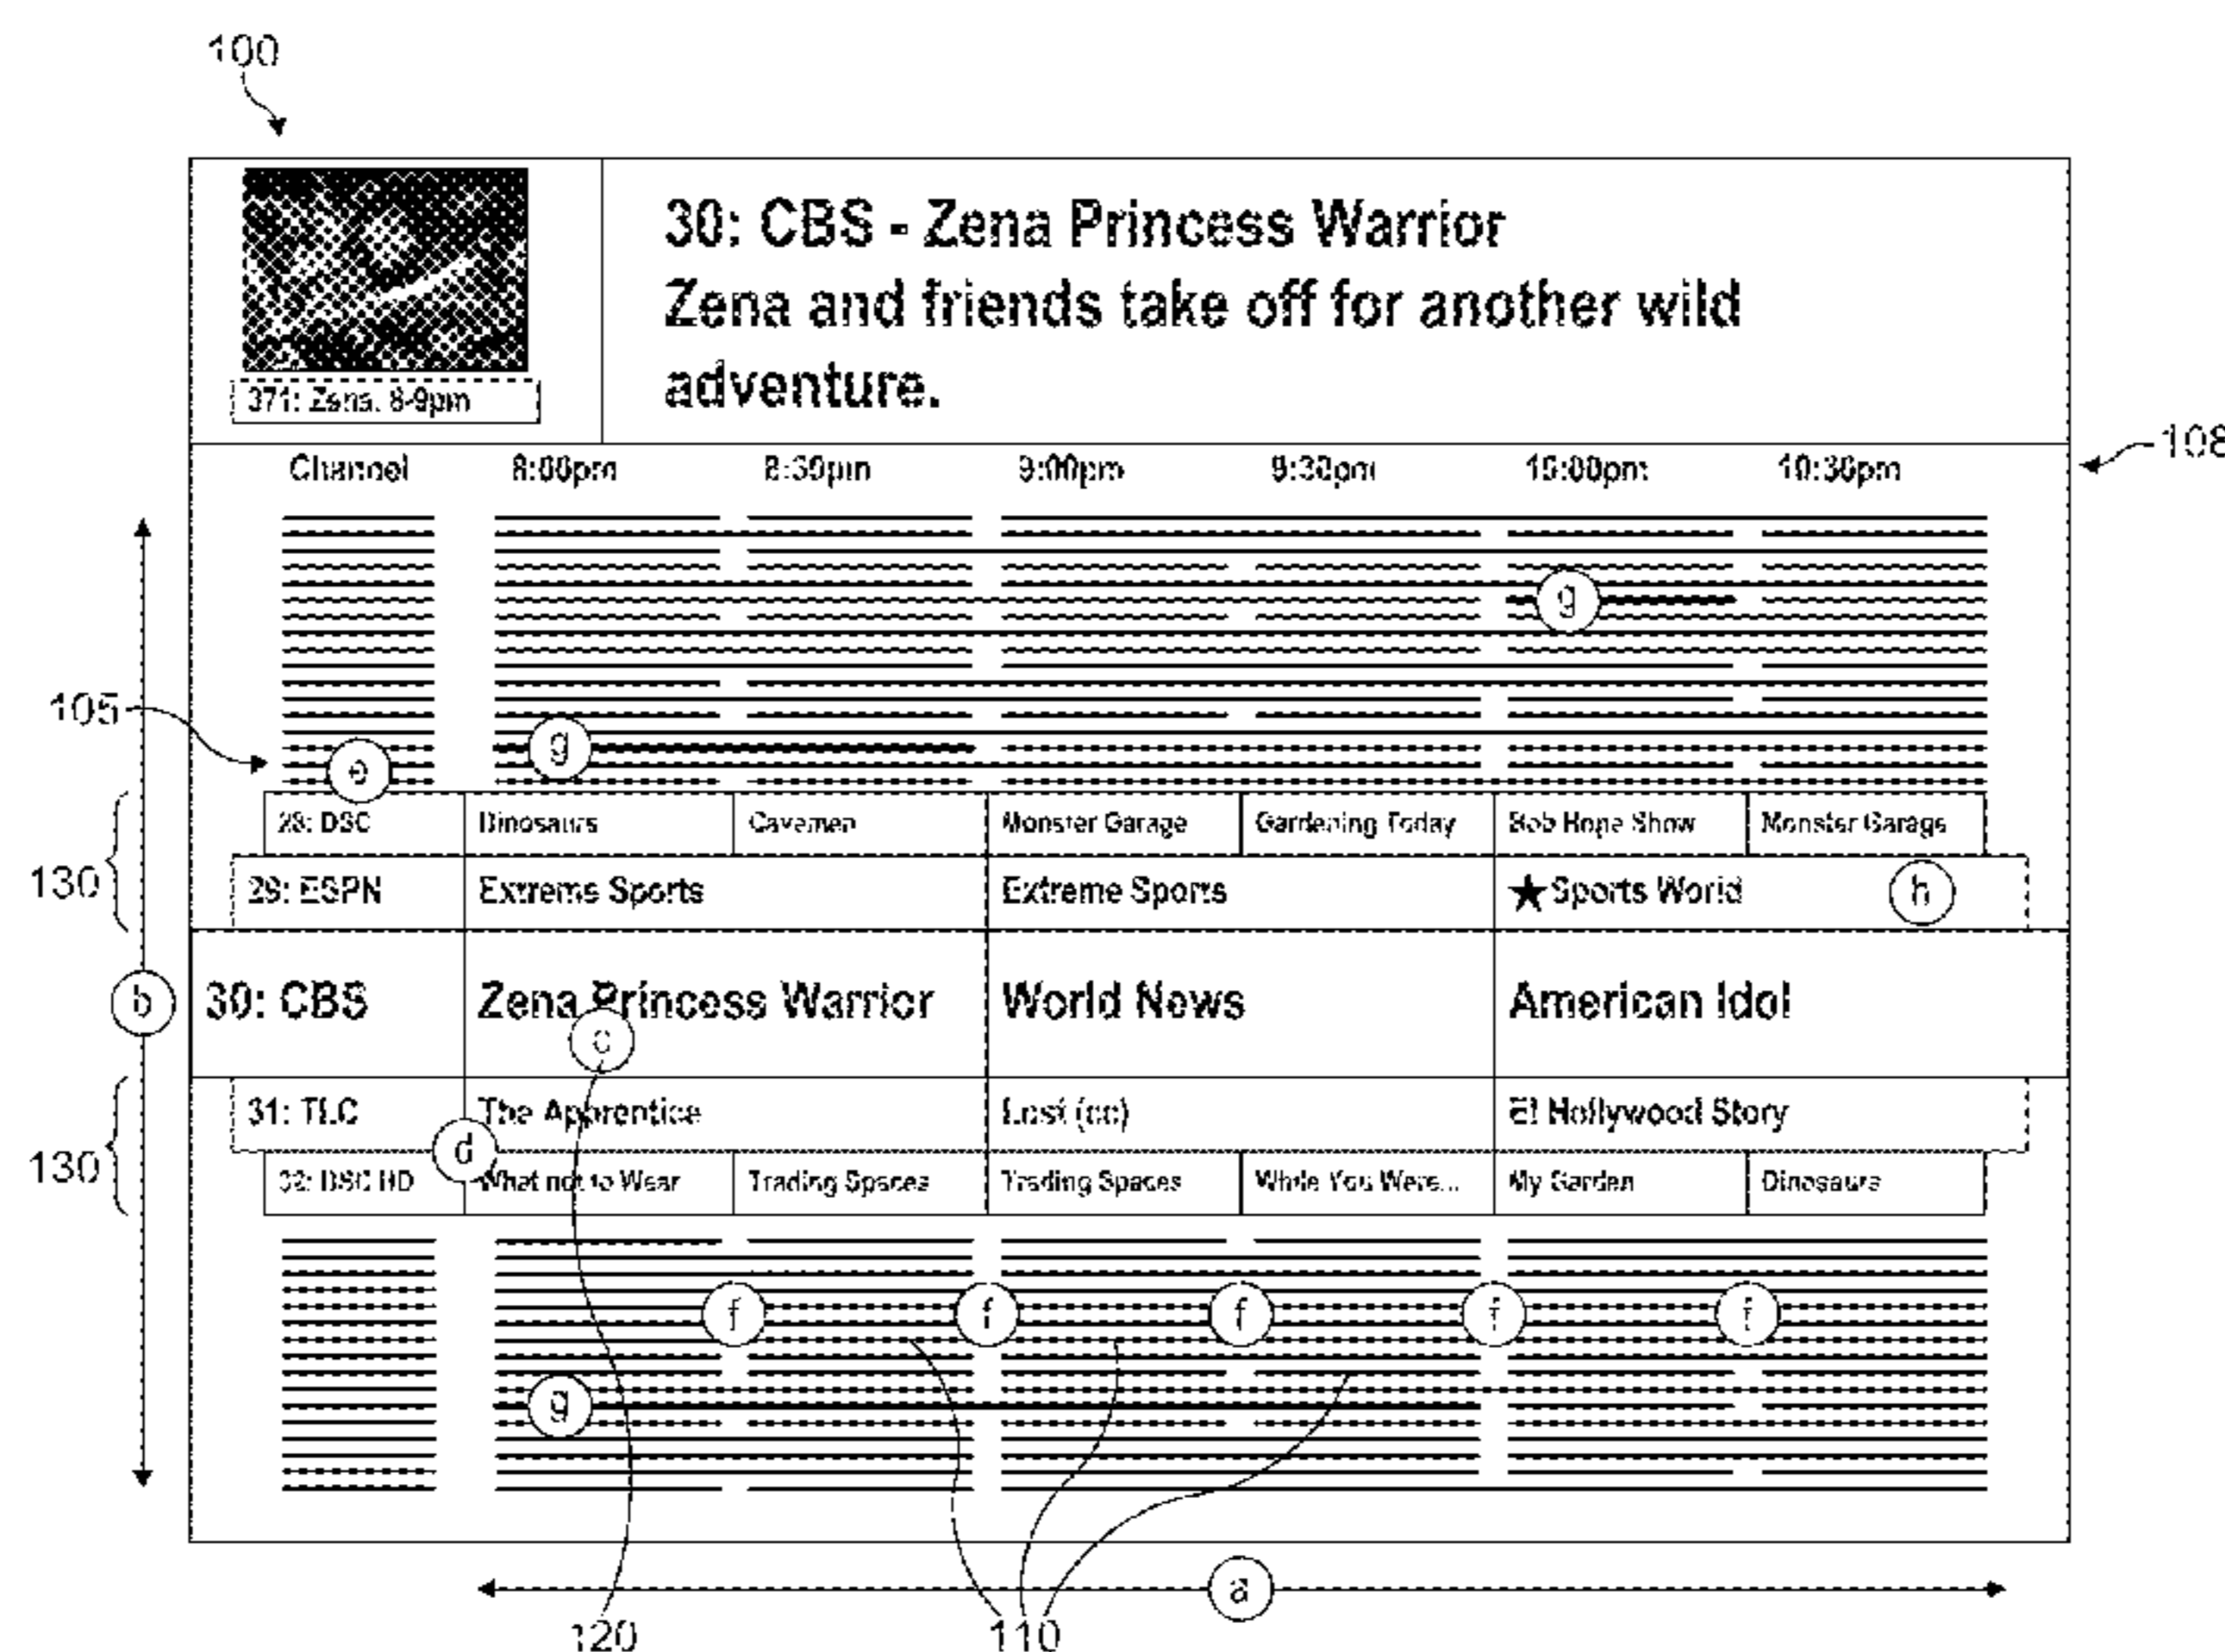 100
30: CBS - Zena Princess Warrior
Zena and friends take off for another wild
adventure.
371: Zena, 8-9pm
108
Channel 8:00pm 8:30pm 9:00pm 9:30pm 10:00pm 10:30pm
g
105
g
e
28: DSC Dinosaurs Cavemen Monster Garage Gardening Today Bob Hope Show Monster Garage
130
29: ESPN Extreme Sports Extreme Sports ★Sports World h
b 30: CBS Zena Princess Warrior World News American Idol
c
31: TLC The Apprentice Lost (cc) E! Hollywood Story
130 d
32: DSC HD What not to Wear Trading Spaces Trading Spaces While You Were... My Garden Dinosaurs
f f f f f
g
a
120 110